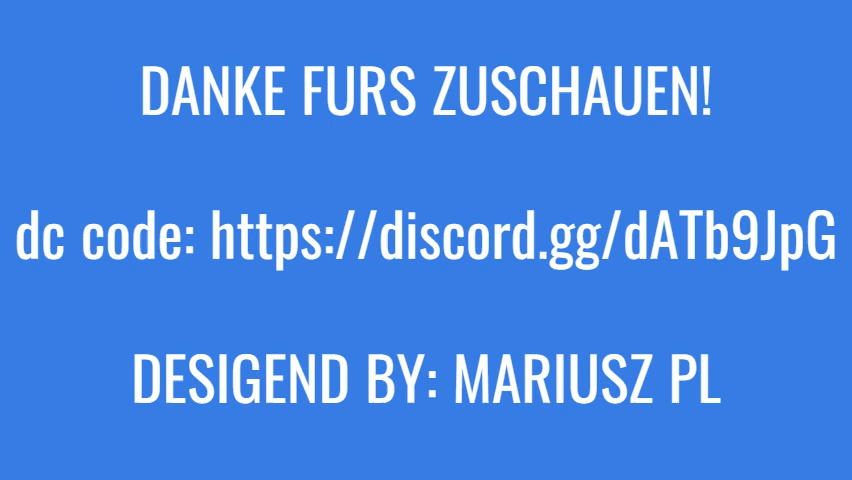 DANKE FURS ZUSCHAUEN!
dc code: https://discord.gg/dATb9JpG
DESIGEND BY: MARIUSZ PL